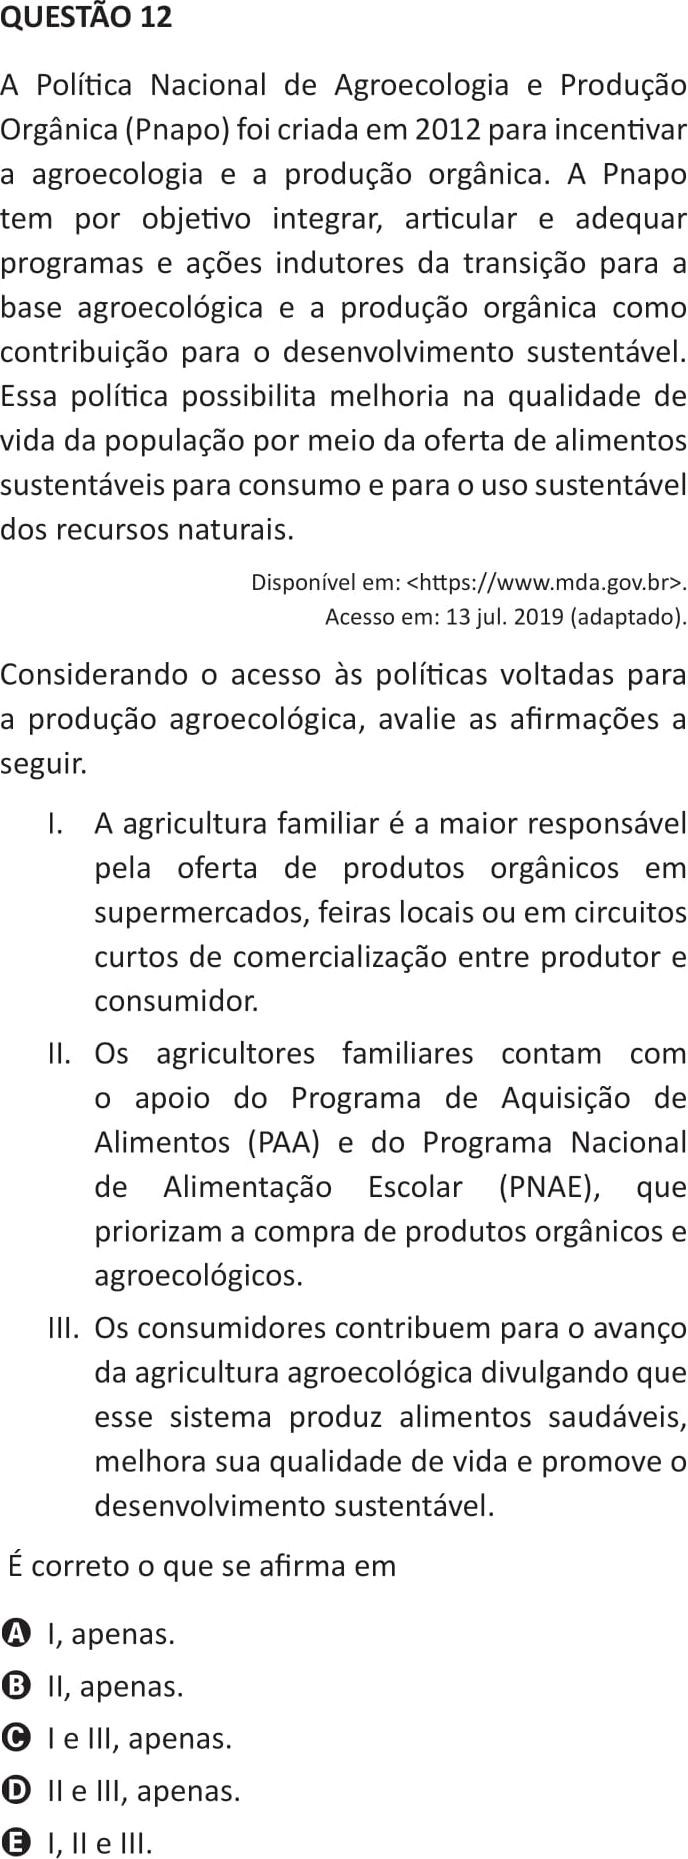 QUESTÃO 12
A Política Nacional de Agroecologia e Produção
Orgânica (Pnapo) foi criada em 2012 para incentivar
a agroecologia e a produção orgânica. A Pnapo
tem por objetivo integrar, articular e adequar
programas e ações indutores da transição para a
base agroecológica e a produção orgânica como
contribuição para o desenvolvimento sustentável.
Essa política possibilita melhoria na qualidade de
vida da população por meio da oferta de alimentos
sustentáveis para consumo e para o uso sustentável
dos recursos naturais.
Disponível em: <https://www.mda.gov.br>.
Acesso em: 13 jul. 2019 (adaptado).
Considerando o acesso às políticas voltadas para
a produção agroecológica, avalie as afirmações a
seguir.
I. A agricultura familiar é a maior responsável
pela oferta de produtos orgânicos em
supermercados, feiras locais ou em circuitos
curtos de comercialização entre produtor e
consumidor.
II. Os agricultores familiares contam com
o apoio do Programa de Aquisição de
Alimentos (PAA) e do Programa Nacional
de Alimentação Escolar (PNAE), que
priorizam a compra de produtos orgânicos e
agroecológicos.
III. Os consumidores contribuem para o avanço
da agricultura agroecológica divulgando que
esse sistema produz alimentos saudáveis,
melhora sua qualidade de vida e promove o
desenvolvimento sustentável.
É correto o que se afirma em
A I, apenas.
B II, apenas.
C I e III, apenas.
D II e III, apenas.
E I, II e III.